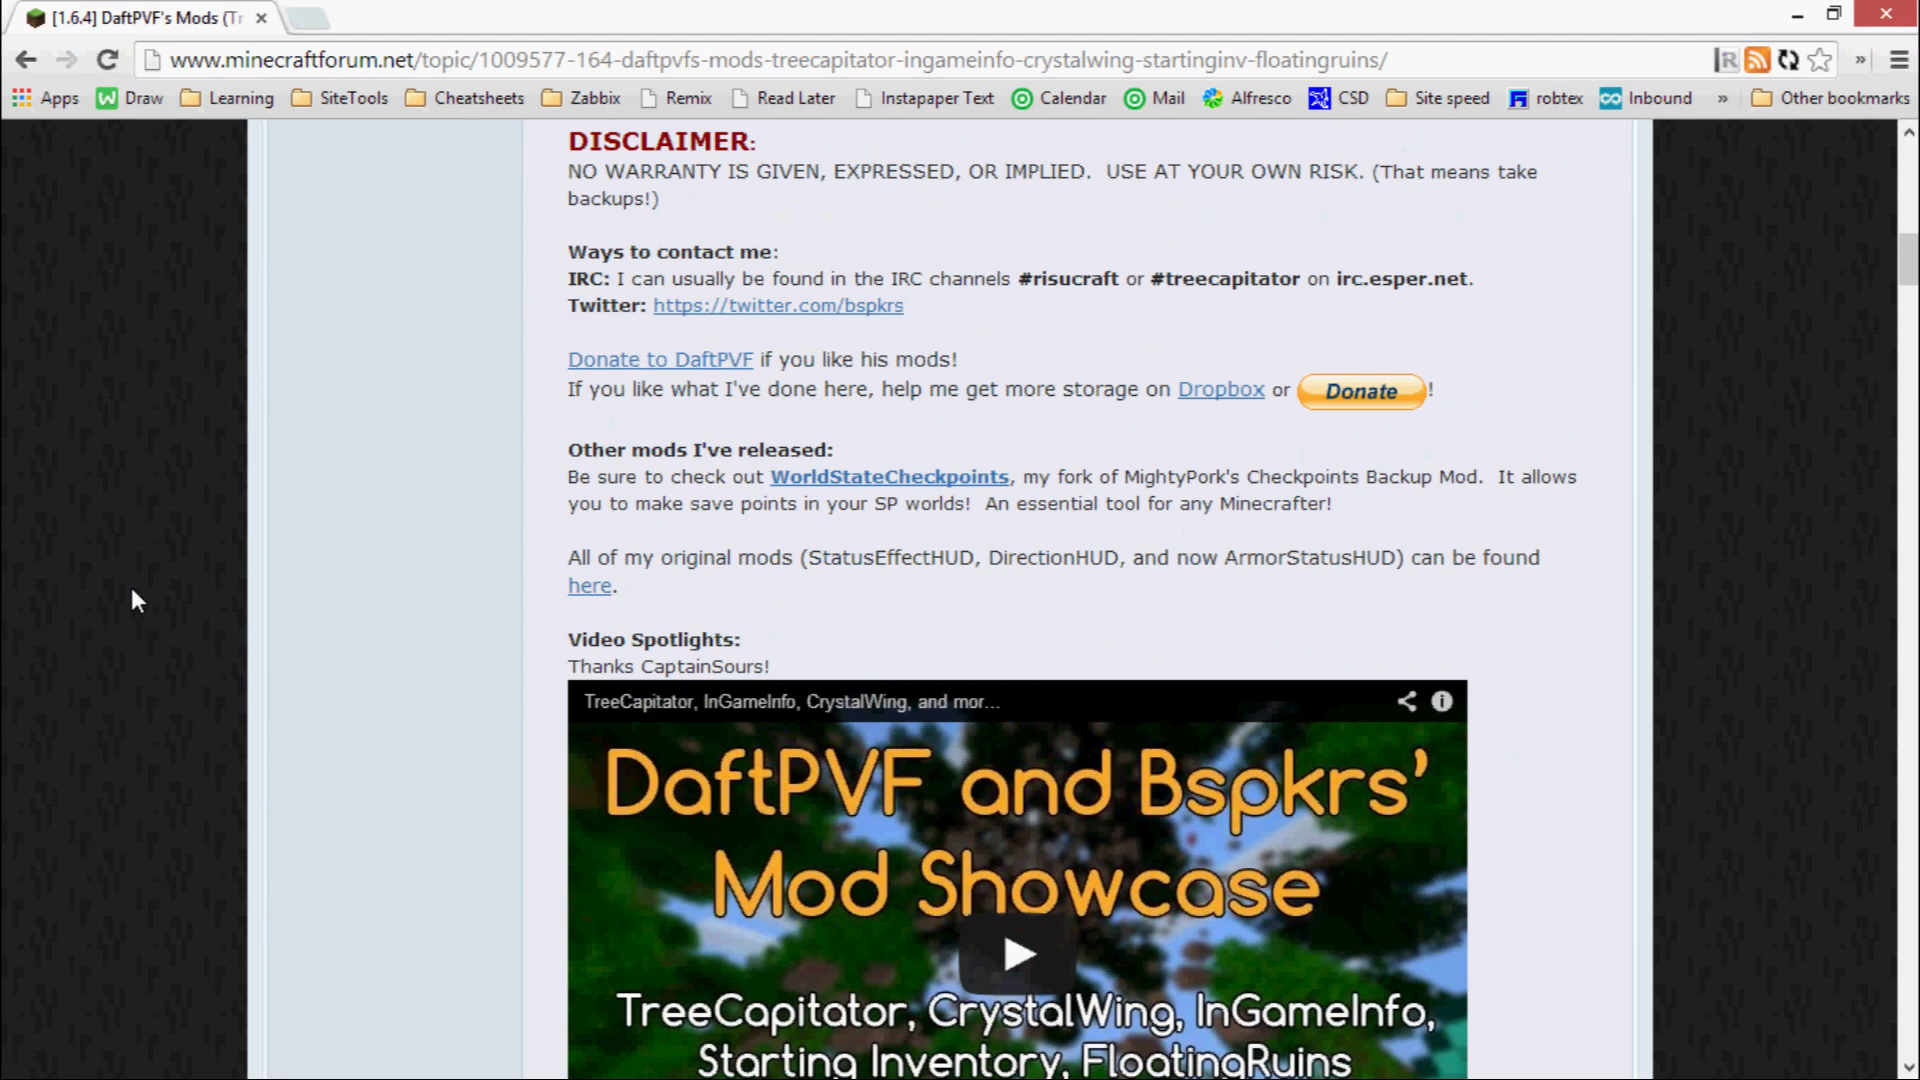 [1.6.4] DaftPVF's Mods (Tr
www.minecraftforum.net/topic/1009577-164-daftpvfs-mods-treecapitator-ingameinfo-crystalwing-startinginv-floatingruins/
Apps Draw Learning SiteTools Cheatsheets Zabbix Remix Read Later Instapaper Text Calendar Mail Alfresco CSD Site speed robtex Inbound » Other bookmarks
DISCLAIMER:
NO WARRANTY IS GIVEN, EXPRESSED, OR IMPLIED. USE AT YOUR OWN RISK. (That means take
backups!)
Ways to contact me:
IRC: I can usually be found in the IRC channels #risucraft or #treecapitator on irc.esper.net.
Twitter: https://twitter.com/bspkrs
Donate to DaftPVF if you like his mods!
If you like what I've done here, help me get more storage on Dropbox or Donate!
Other mods I've released:
Be sure to check out WorldStateCheckpoints, my fork of MightyPork's Checkpoints Backup Mod. It allows
you to make save points in your SP worlds! An essential tool for any Minecrafter!
All of my original mods (StatusEffectHUD, DirectionHUD, and now ArmorStatusHUD) can be found
here.
Video Spotlights:
Thanks CaptainSours!
TreeCapitator, InGameInfo, CrystalWing, and mor...
DaftPVF and Bspkrs'
Mod Showcase
TreeCapitator, CrystalWing, InGameInfo,
Starting Inventory, FloatingRuins